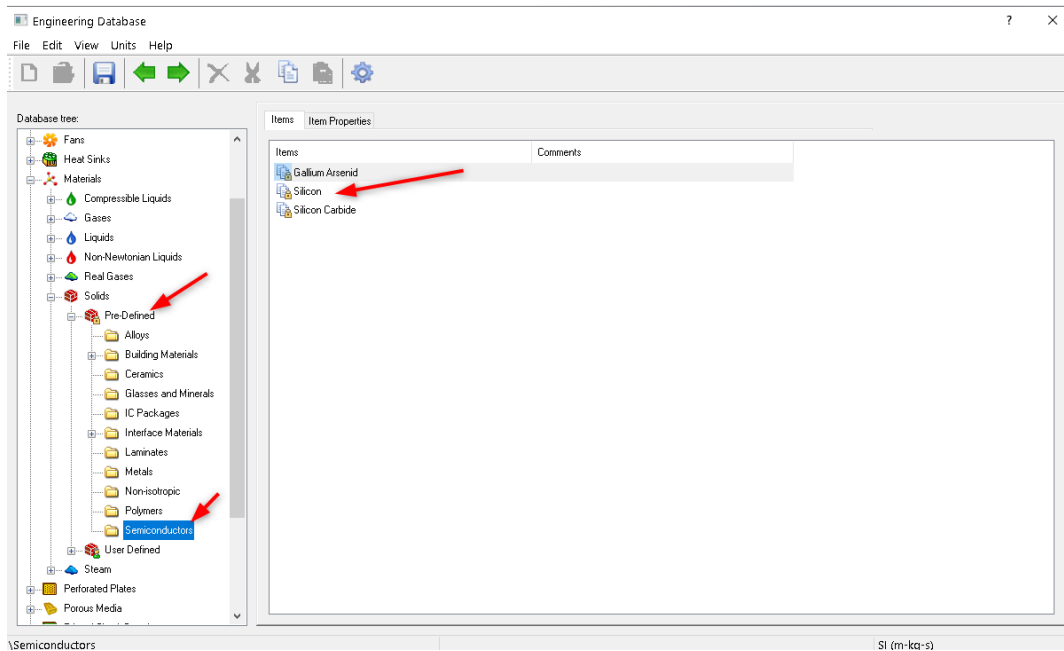 Engineering Database
? ×
File Edit View Units Help
Database tree:
Fans
Heat Sinks
Materials
Compressible Liquids
Gases
Liquids
Non-Newtonian Liquids
Real Gases
Solids
Pre-Defined
Alloys
Building Materials
Ceramics
Glasses and Minerals
IC Packages
Interface Materials
Laminates
Metals
Non-isotropic
Polymers
Semiconductors
User Defined
Steam
Perforated Plates
Porous Media
Items Item Properties
Items Comments
Gallium Arsenid
Silicon
Silicon Carbide
\Semiconductors
SI (m-kg-s)